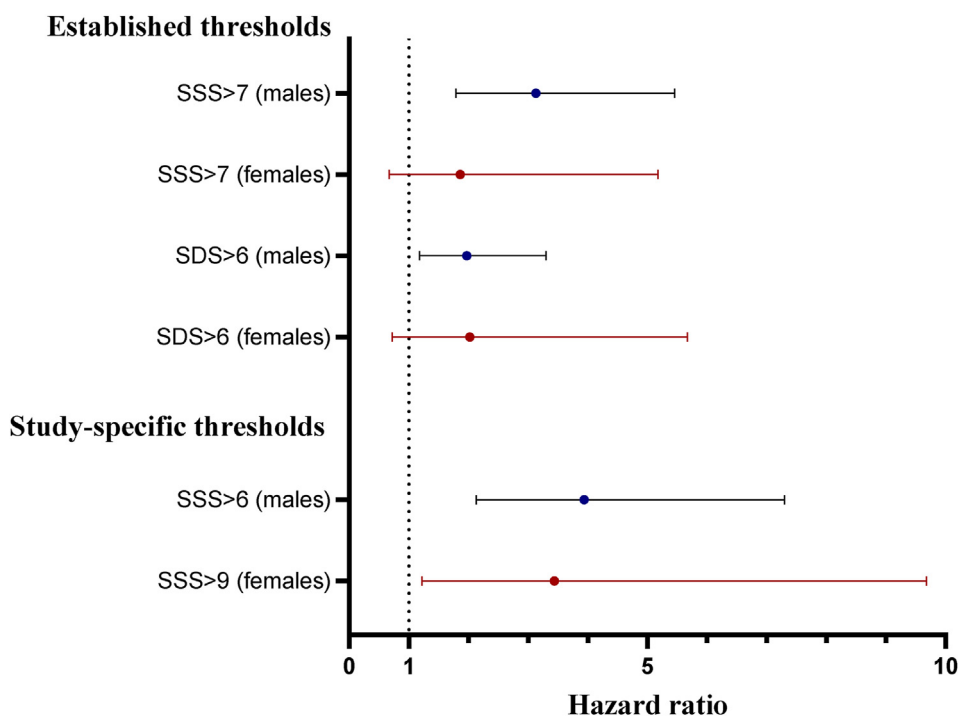 Established thresholds
SSS>7 (males)
SSS>7 (females)
SDS>6 (males)
SDS>6 (females)
Study-specific thresholds
SSS>6 (males)
SSS>9 (females)
0 1 5 10
Hazard ratio